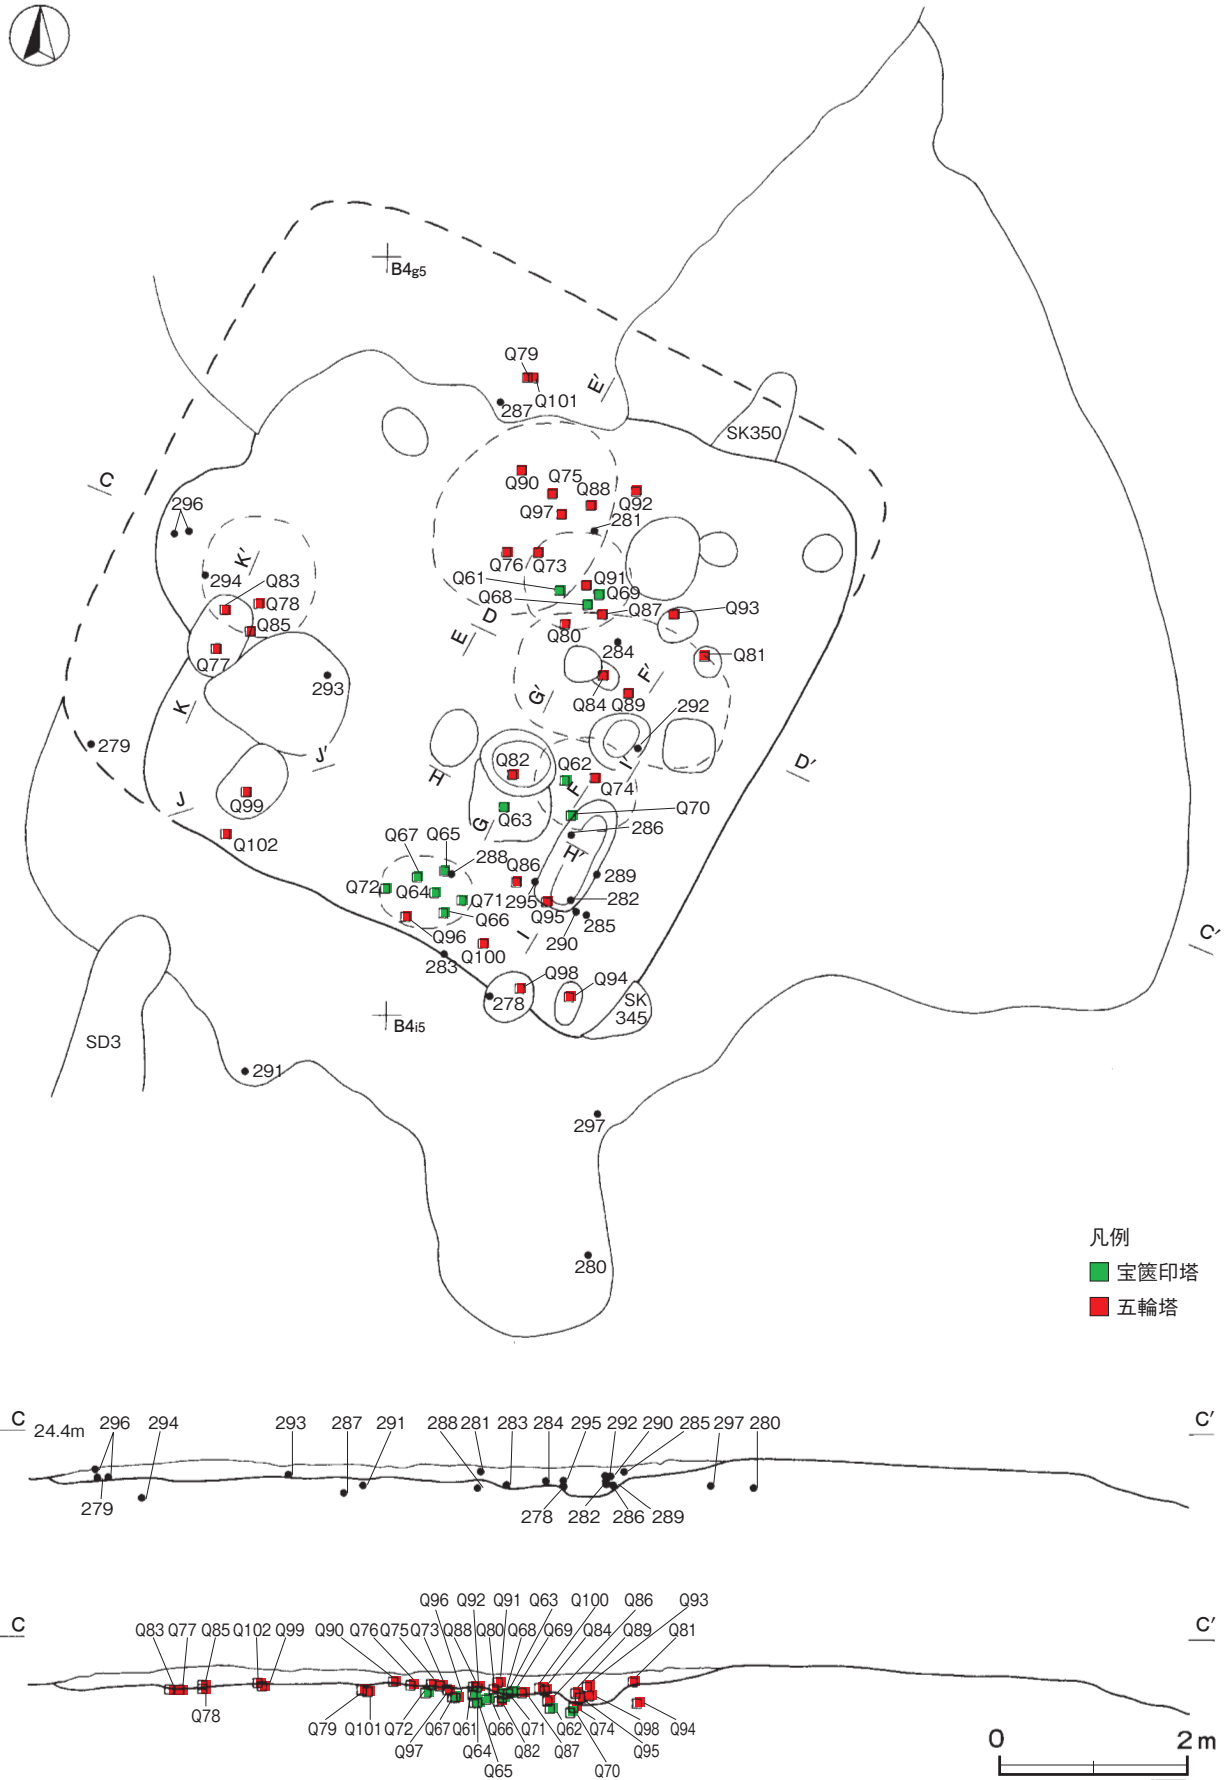 B4g5
Q79
Q101
287
E′
SK350
C
Q90
Q75
Q88
Q92
Q97
281
296
K′
294
Q83
Q78
Q85
Q77
Q76
Q73
Q61
Q91
Q69
Q68
Q87
Q93
D
E
Q80
284
Q81
F′
G′
Q84
Q89
292
293
K
279
J′
J
H
Q82
Q62
I′
Q74
F
D′
Q99
Q63
G
Q70
286
Q102
Q67
Q65
288
Q86
H′
289
Q72
Q64
Q71
295
282
Q66
Q95
285
Q96
290
I
Q100
283
C′
Q98
Q94
278
SK
345
B4i5
SD3
291
297
280
凡例
宝篋印塔
五輪塔
C
24.4m
296
294
293
287
291
288
281
283
284
295
292
290
285
297
280
C′
279
278
282
286
289
Q96
Q92
Q91
Q63
Q100
Q86
Q93
C
Q83
Q77
Q85
Q102
Q99
Q90
Q76
Q75
Q73
Q88
Q80
Q68
Q69
Q84
Q89
Q81
C′
Q78
Q79
Q101
Q72
Q67
Q61
Q66
Q71
Q62
Q74
Q98
Q94
Q97
Q64
Q82
Q87
Q95
Q65
Q70
0
2m